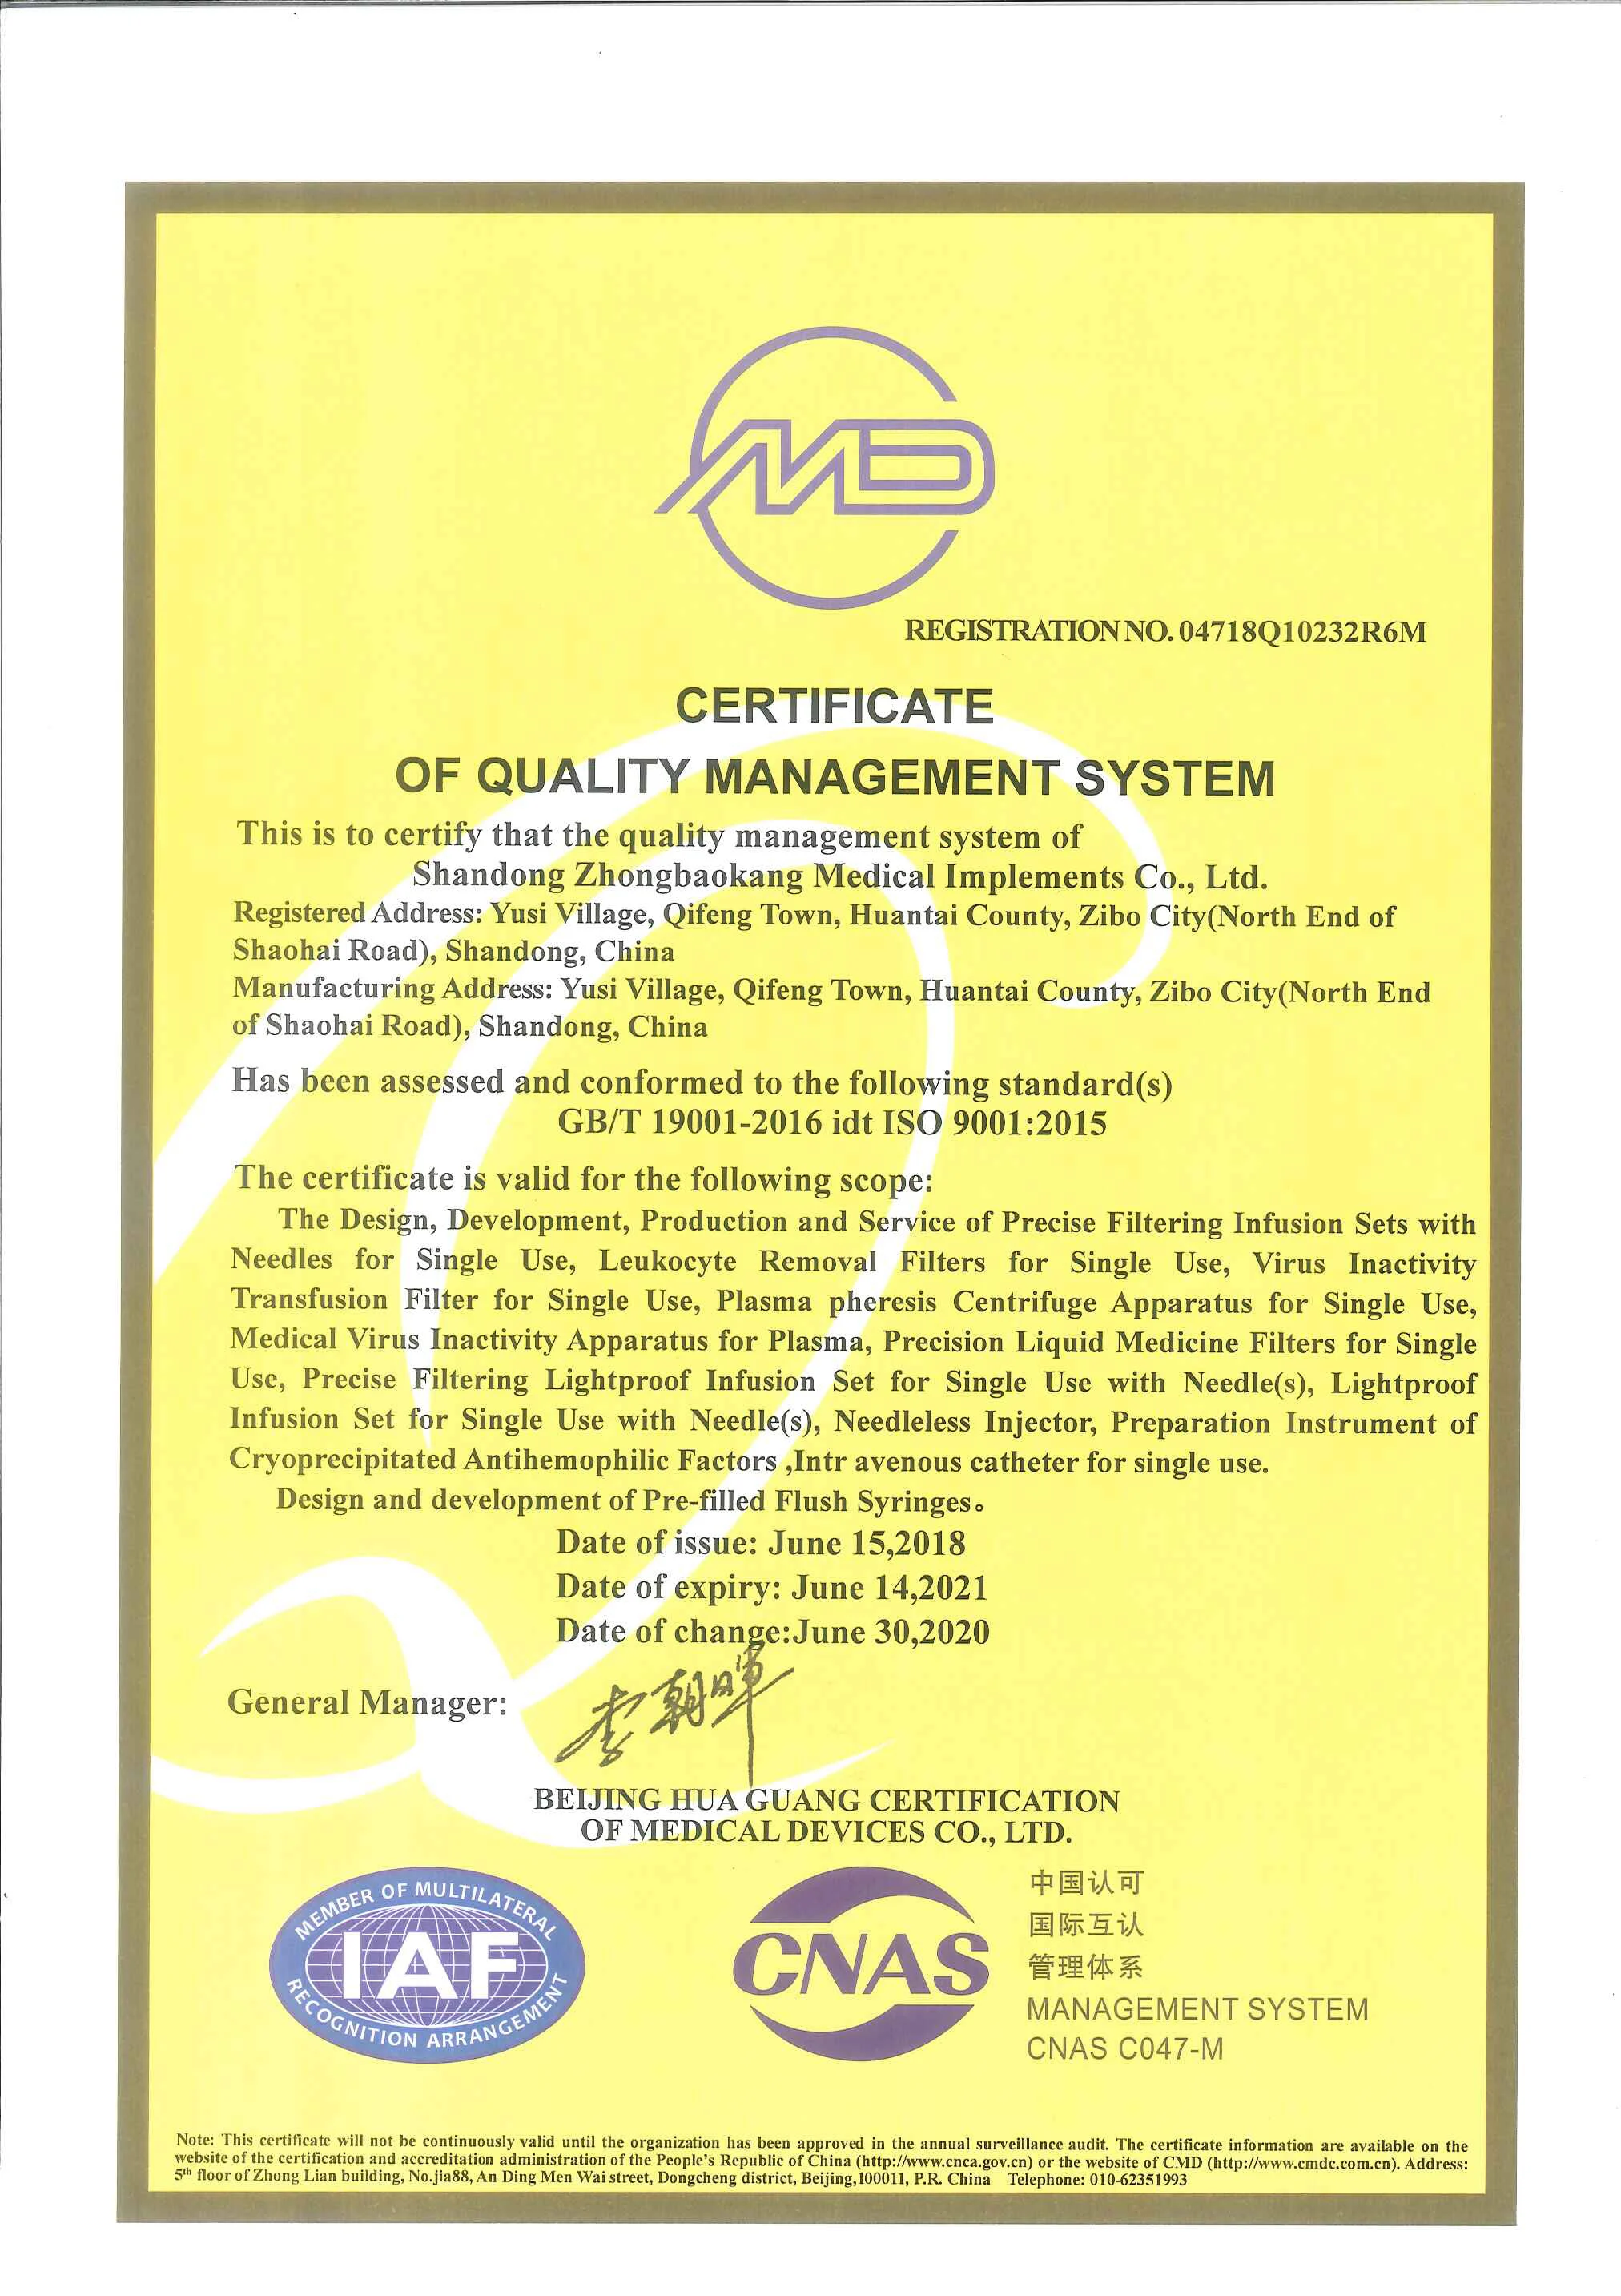 MD
REGISTRATION NO. 04718Q10232R6M
CERTIFICATE
OF QUALITY MANAGEMENT SYSTEM
This is to certify that the quality management system of
Shandong Zhongbaokang Medical Implements Co., Ltd.
Registered Address: Yusi Village, Qifeng Town, Huantai County, Zibo City(North End of
Shaohai Road), Shandong, China
Manufacturing Address: Yusi Village, Qifeng Town, Huantai County, Zibo City(North End
of Shaohai Road), Shandong, China
Has been assessed and conformed to the following standard(s)
GB/T 19001-2016 idt ISO 9001:2015
The certificate is valid for the following scope:
The Design, Development, Production and Service of Precise Filtering Infusion Sets with
Needles for Single Use, Leukocyte Removal Filters for Single Use, Virus Inactivity
Transfusion Filter for Single Use, Plasma pheresis Centrifuge Apparatus for Single Use,
Medical Virus Inactivity Apparatus for Plasma, Precision Liquid Medicine Filters for Single
Use, Precise Filtering Lightproof Infusion Set for Single Use with Needle(s), Lightproof
Infusion Set for Single Use with Needle(s), Needleless Injector, Preparation Instrument of
Cryoprecipitated Antihemophilic Factors ,Intr avenous catheter for single use.
Design and development of Pre-filled Flush Syringes。
Date of issue: June 15,2018
Date of expiry: June 14,2021
Date of change:June 30,2020
General Manager: 李朝晖
BEIJING HUA GUANG CERTIFICATION
OF MEDICAL DEVICES CO., LTD.
MEMBER OF MULTILATERAL
IAF
RECOGNITION ARRANGEMENT
CNAS
中国认可
国际互认
管理体系
MANAGEMENT SYSTEM
CNAS C047-M
Note: This certificate will not be continuously valid until the organization has been approved in the annual surveillance audit. The certificate information are available on the
website of the certification and accreditation administration of the People's Republic of China (http://www.cnca.gov.cn) or the website of CMD (http://www.cmdc.com.cn). Address:
5th floor of Zhong Lian building, No.jia88, An Ding Men Wai street, Dongcheng district, Beijing,100011, P.R. China Telephone: 010-62351993